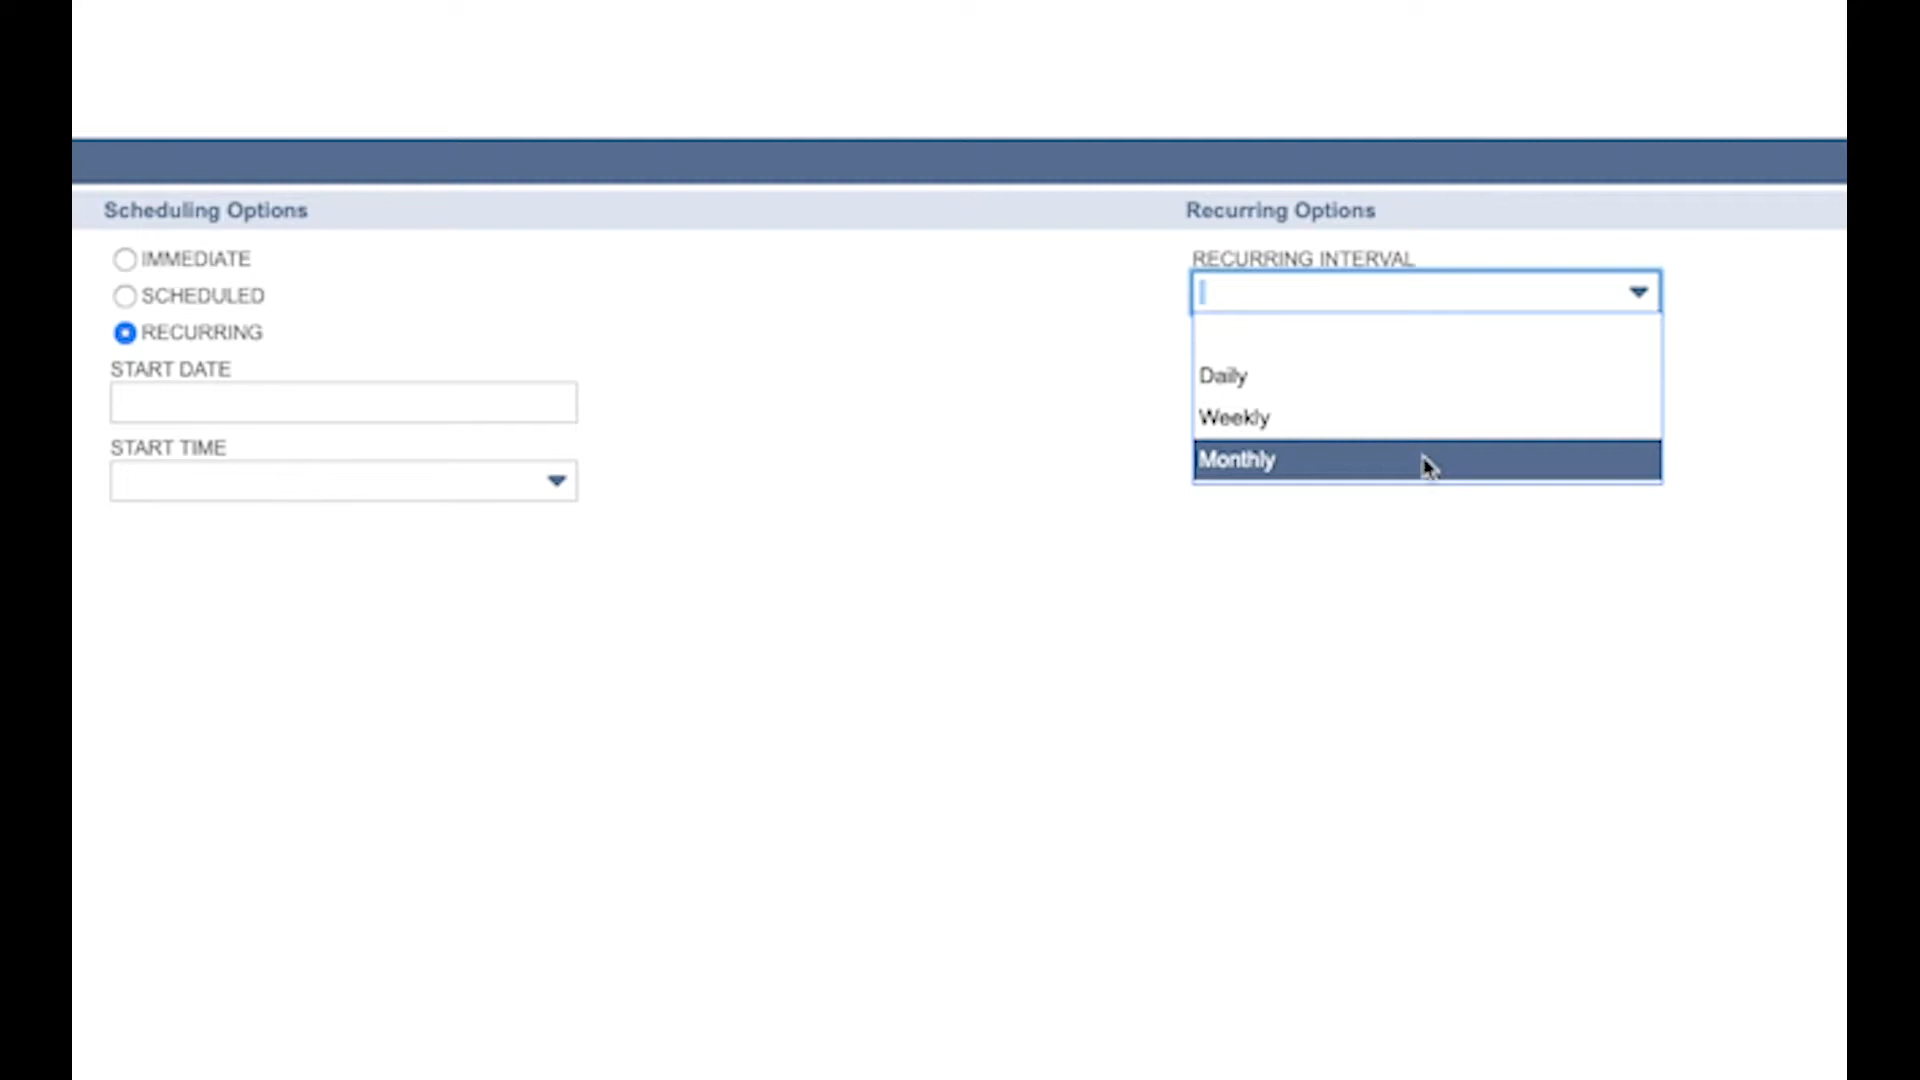 Scheduling Options
IMMEDIATE
SCHEDULED
RECURRING
START DATE
START TIME
Recurring Options
RECURRING INTERVAL
Daily
Weekly
Monthly